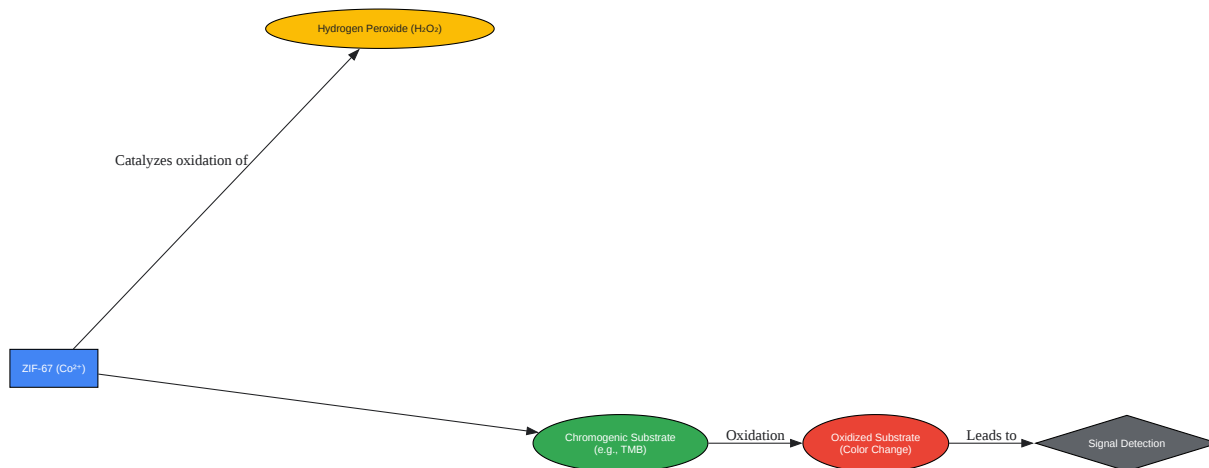 Hydrogen Peroxide (H₂O₂)
Catalyzes oxidation of
ZIF-67 (Co²⁺)
Chromogenic Substrate
(e.g., TMB)
Oxidation
Oxidized Substrate
(Color Change)
Leads to
Signal Detection